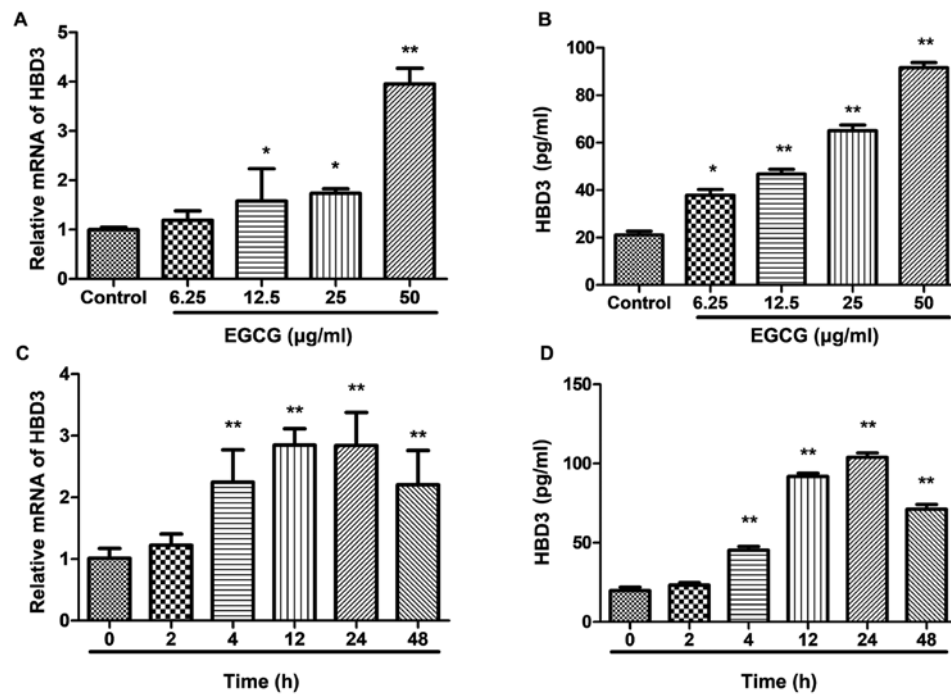 A
Relative mRNA of HBD3
5
4
3
2
1
0
*
*
**
Control 6.25 12.5 25 50
EGCG (µg/ml)
B
HBD3 (pg/ml)
100
80
60
40
20
0
*
**
**
**
Control 6.25 12.5 25 50
EGCG (µg/ml)
C
Relative mRNA of HBD3
4
3
2
1
0
**
**
**
**
0 2 4 12 24 48
Time (h)
D
HBD3 (pg/ml)
150
100
50
0
**
**
**
**
0 2 4 12 24 48
Time (h)